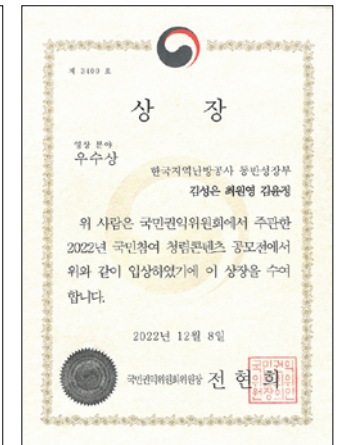 제 3400 호
상 장
영상 분야
우수상
한국지역난방공사 동반성장부
김성은 최원영 김윤정
위 사람은 국민권익위원회에서 주관한
2022년 국민참여 청렴콘텐츠 공모전에서
위와 같이 입상하였기에 이 상장을 수여
합니다.
2022년 12월 8일
국민권익위원회위원장 전 현 희